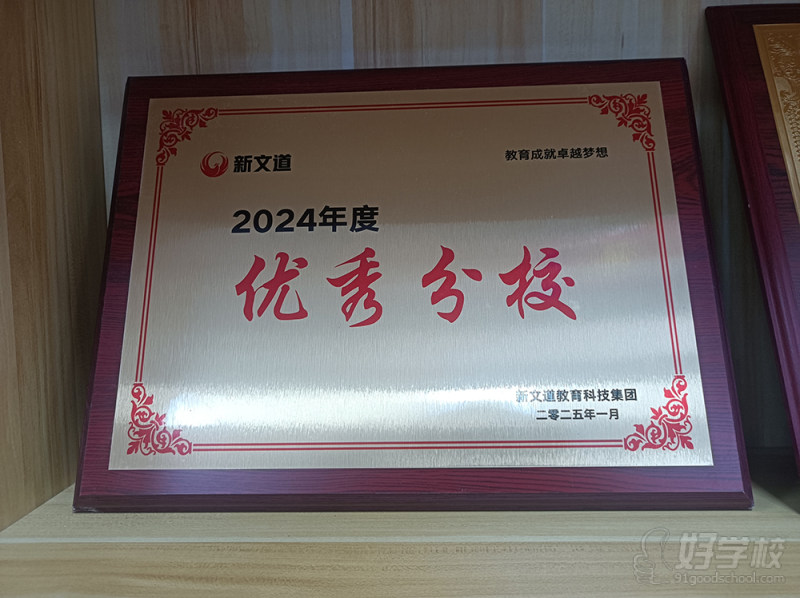 新文道
教育成就卓越梦想
2024年度
优秀分校
新文道教育科技集团
二零二五年一月
好学校
91goodschool.com